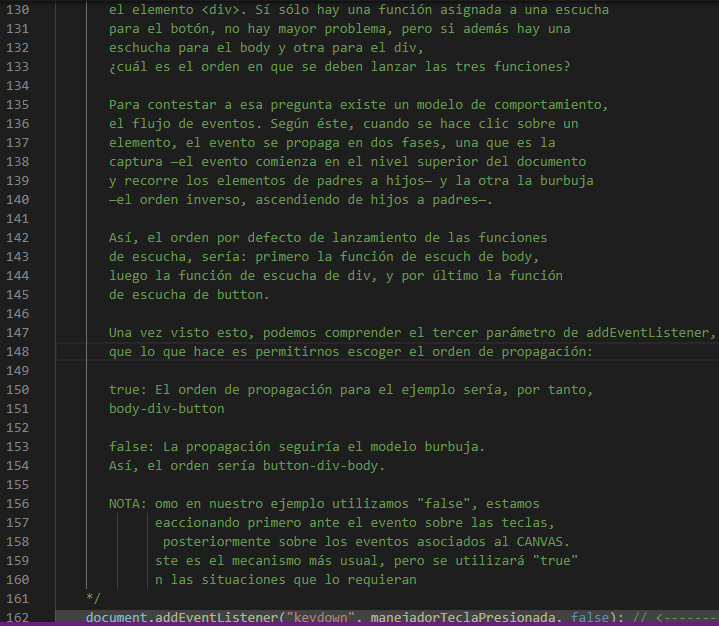 130 el elemento <div>. Sí sólo hay una función asignada a una escucha
131 para el botón, no hay mayor problema, pero si además hay una
132 eschucha para el body y otra para el div,
133 ¿cuál es el orden en que se deben lanzar las tres funciones?
134
135 Para contestar a esa pregunta existe un modelo de comportamiento,
136 el flujo de eventos. Según éste, cuando se hace clic sobre un
137 elemento, el evento se propaga en dos fases, una que es la
138 captura —el evento comienza en el nivel superior del documento
139 y recorre los elementos de padres a hijos— y la otra la burbuja
140 —el orden inverso, ascendiendo de hijos a padres—.
141
142 Así, el orden por defecto de lanzamiento de las funciones
143 de escucha, sería: primero la función de escuch de body,
144 luego la función de escucha de div, y por último la función
145 de escucha de button.
146
147 Una vez visto esto, podemos comprender el tercer parámetro de addEventListener,
148 que lo que hace es permitirnos escoger el orden de propagación:
149
150 true: El orden de propagación para el ejemplo sería, por tanto,
151 body-div-button
152
153 false: La propagación seguiría el modelo burbuja.
154 Así, el orden sería button-div-body.
155
156 NOTA: omo en nuestro ejemplo utilizamos "false", estamos
157 eaccionando primero ante el evento sobre las teclas,
158 posteriormente sobre los eventos asociados al CANVAS.
159 ste es el mecanismo más usual, pero se utilizará "true"
160 n las situaciones que lo requieran
161 */
162 document.addEventListener("keydown", manejadorTeclaPresionada, false); // <-------